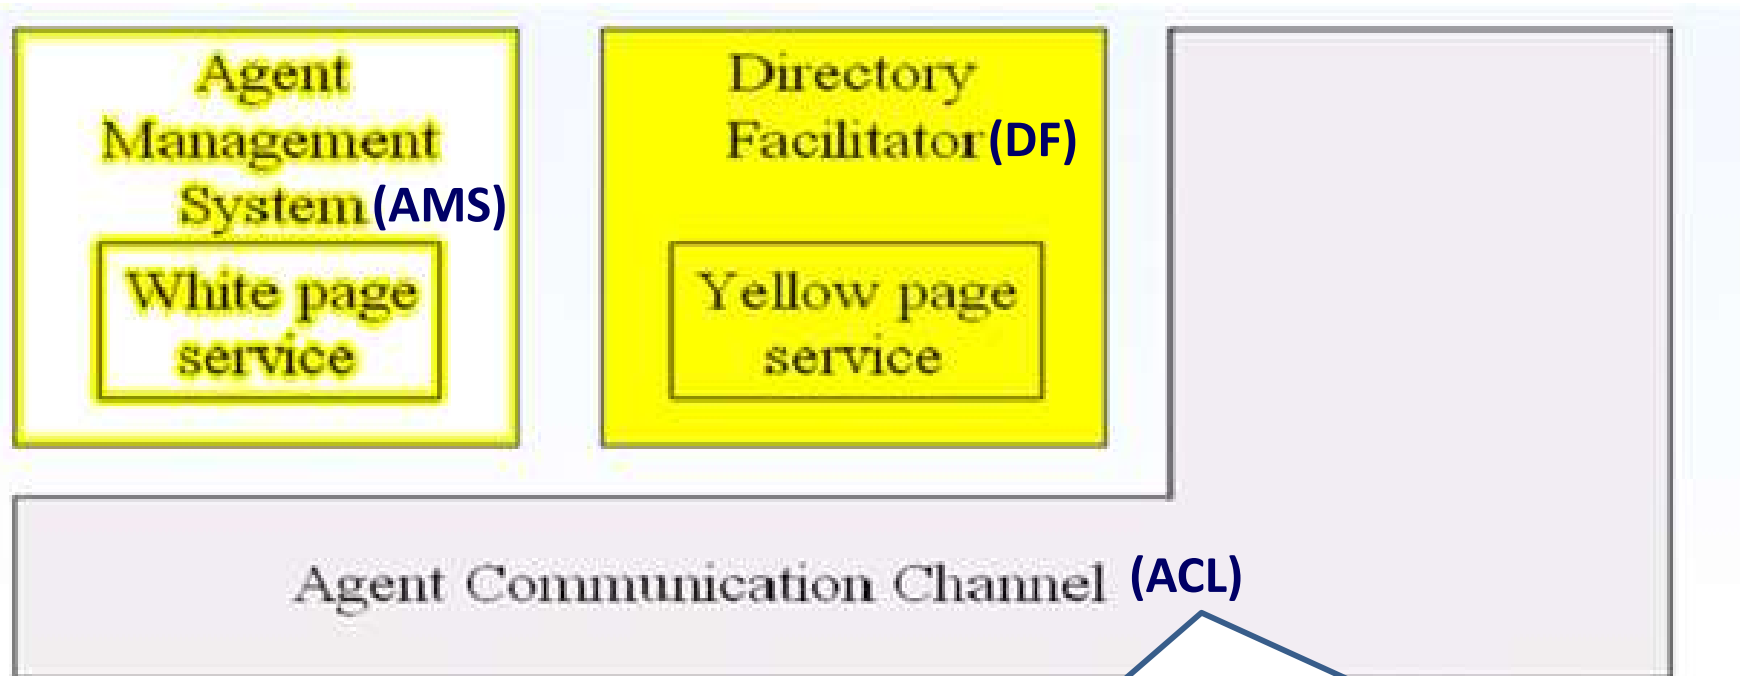 Agent
Management
System (AMS)
White page
service
Directory
Facilitator (DF)
Yellow page
service
Agent Communication Channel (ACL)